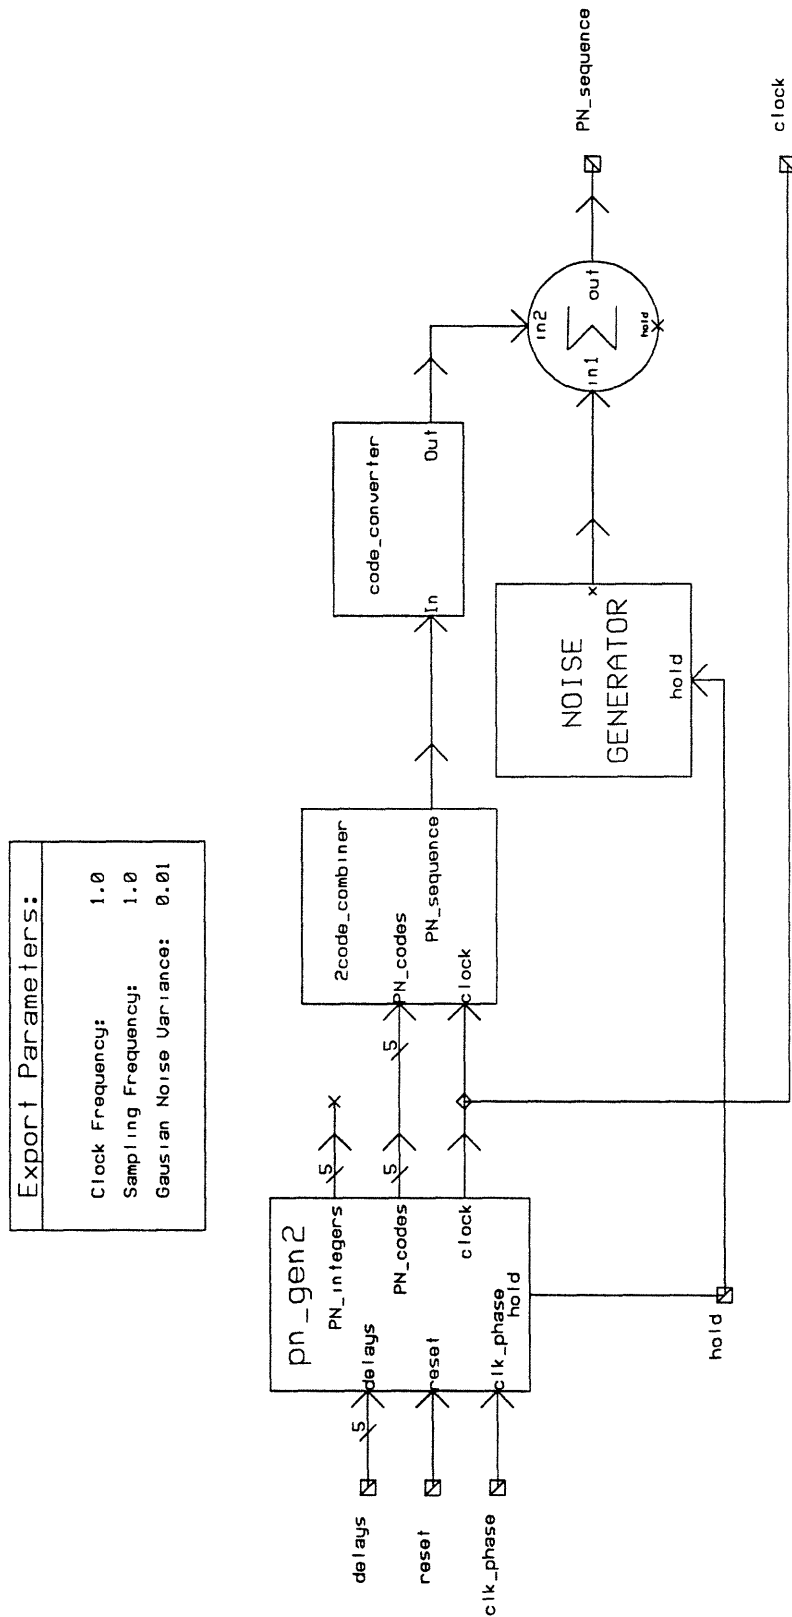 Export Parameters:
Clock Frequency: 1.0
Sampling Frequency: 1.0
Gausian Noise Variance: 0.01
delays
reset
clk_phase
5
pn_gen2
delays
reset
clk_phase
PN_integers
PN_codes
clock
hold
hold
5
5
5
2code_combiner
PN_codes
PN_sequence
clock
code_converter
In
Out
NOISE
GENERATOR
hold
in2
in1
out
hold
PN_sequence
clock